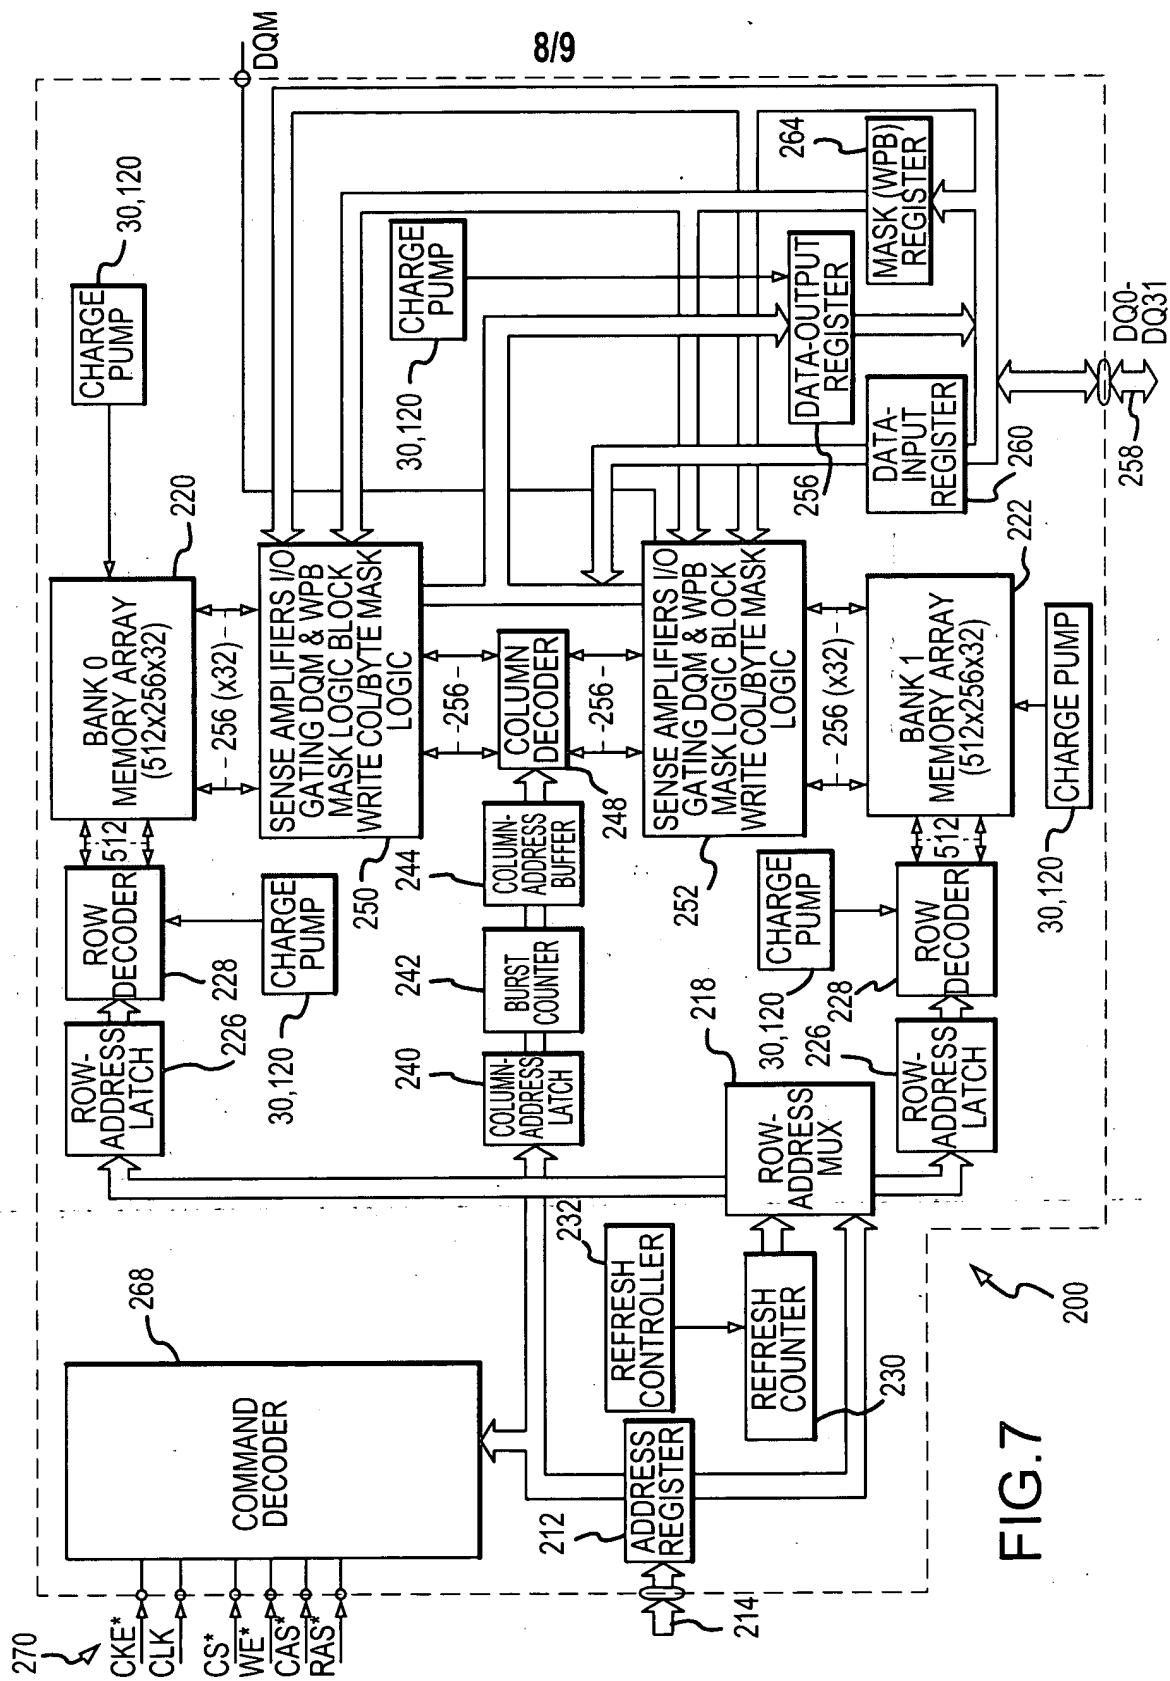 8/9
270
CKE*
CLK
CS*
WE*
CAS*
RAS*
COMMAND
DECODER
268
214
212
ADDRESS
REGISTER
REFRESH
CONTROLLER
232
REFRESH
COUNTER
230
ROW-
ADDRESS
MUX
218
ROW-
ADDRESS
LATCH
226
ROW
DECODER
228
CHARGE
PUMP
30,120
512
BANK 0
MEMORY ARRAY
(512x256x32)
220
CHARGE
PUMP
30,120
256 (x32)
SENSE AMPLIFIERS I/O
GATING DQM & WPB
MASK LOGIC BLOCK
WRITE COL/BYTE MASK
LOGIC
250
256
COLUMN-
ADDRESS
LATCH
240
BURST
COUNTER
242
COLUMN-
ADDRESS
BUFFER
244
COLUMN
DECODER
248
256
SENSE AMPLIFIERS I/O
GATING DQM & WPB
MASK LOGIC BLOCK
WRITE COL/BYTE MASK
LOGIC
252
256 (x32)
ROW-
ADDRESS
LATCH
226
ROW
DECODER
228
CHARGE
PUMP
30,120
512
BANK 1
MEMORY ARRAY
(512x256x32)
222
CHARGE PUMP
30,120
CHARGE
PUMP
30,120
DATA-OUTPUT
REGISTER
256
DATA-
INPUT
REGISTER
260
MASK (WPB)
REGISTER
264
DQM
DQ0-
DQ31
258
200
FIG.7